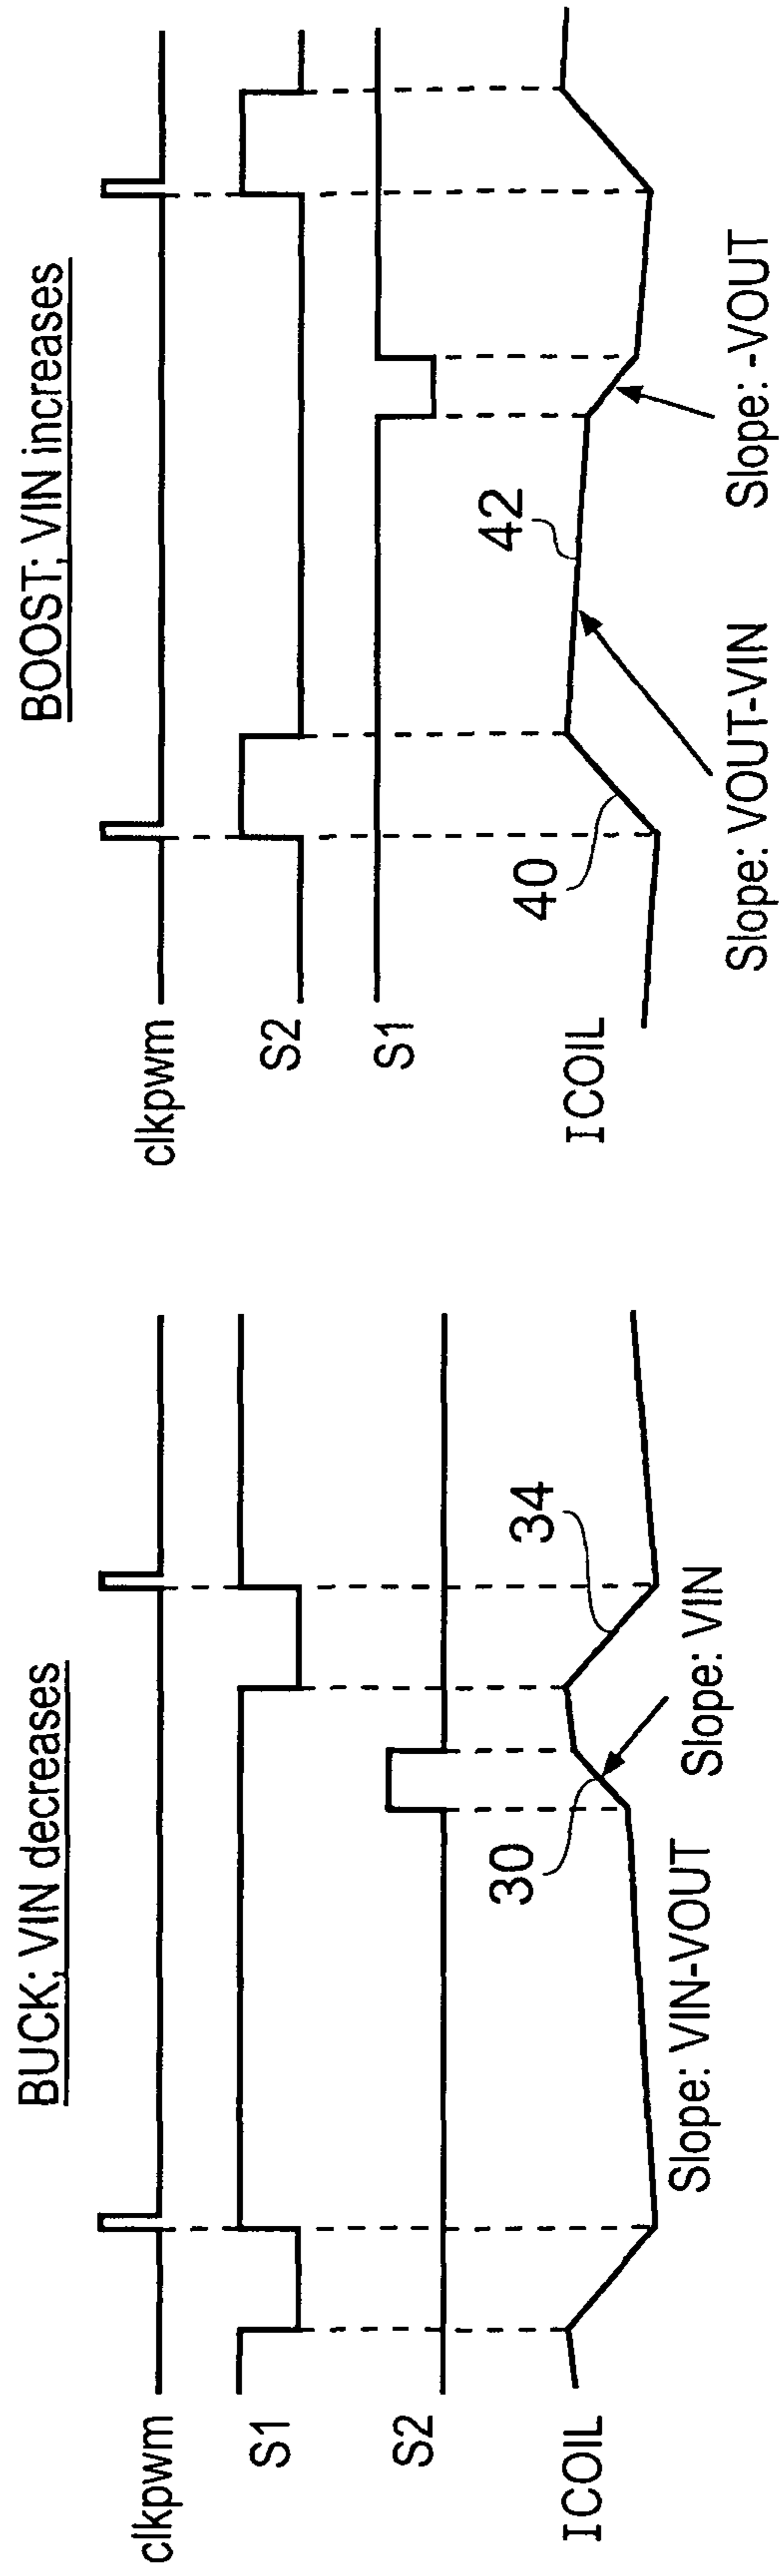 BUCK; VIN decreases
clkpwm
S1
S2
30
34
ICOIL
Slope: VIN-VOUT
Slope: VIN
BOOST; VIN increases
clkpwm
S2
S1
40
42
ICOIL
Slope: VOUT-VIN
Slope: -VOUT